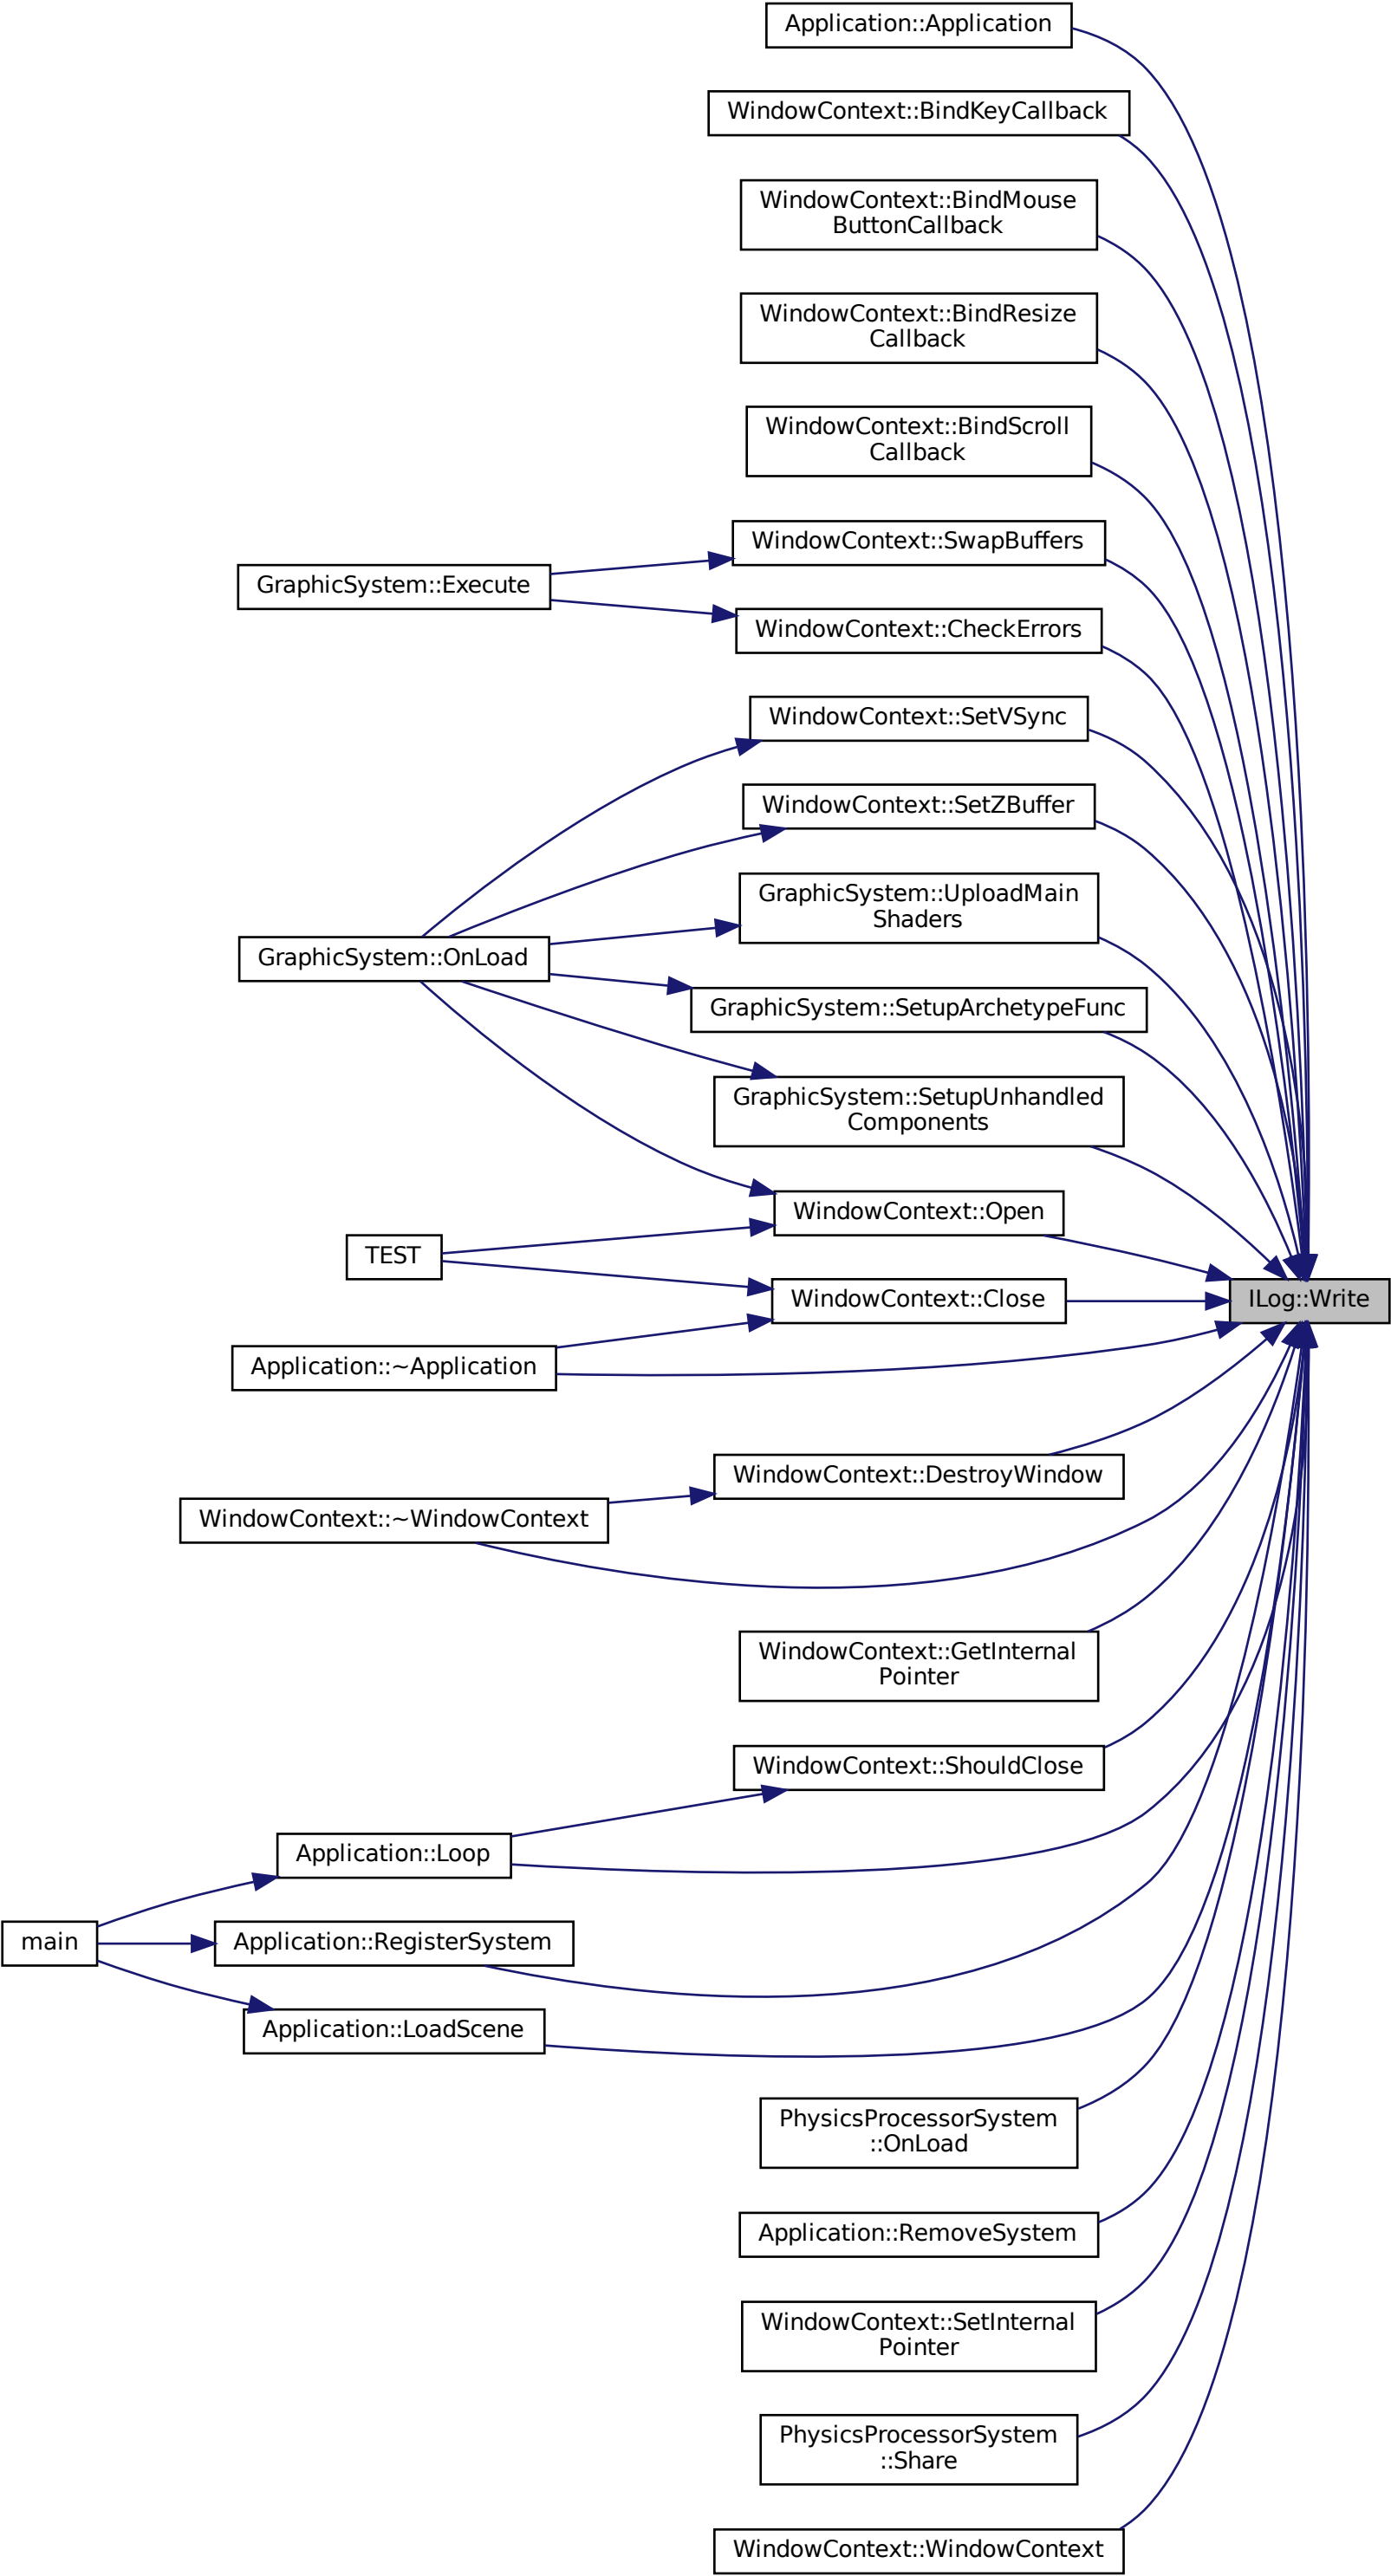 Application::Application
WindowContext::BindKeyCallback
WindowContext::BindMouse
ButtonCallback
WindowContext::BindResize
Callback
WindowContext::BindScroll
Callback
WindowContext::SwapBuffers
GraphicSystem::Execute
WindowContext::CheckErrors
WindowContext::SetVSync
WindowContext::SetZBuffer
GraphicSystem::UploadMain
Shaders
GraphicSystem::OnLoad
GraphicSystem::SetupArchetypeFunc
GraphicSystem::SetupUnhandled
Components
WindowContext::Open
TEST
WindowContext::Close
ILog::Write
Application::~Application
WindowContext::DestroyWindow
WindowContext::~WindowContext
WindowContext::GetInternal
Pointer
WindowContext::ShouldClose
Application::Loop
main
Application::RegisterSystem
Application::LoadScene
PhysicsProcessorSystem
::OnLoad
Application::RemoveSystem
WindowContext::SetInternal
Pointer
PhysicsProcessorSystem
::Share
WindowContext::WindowContext